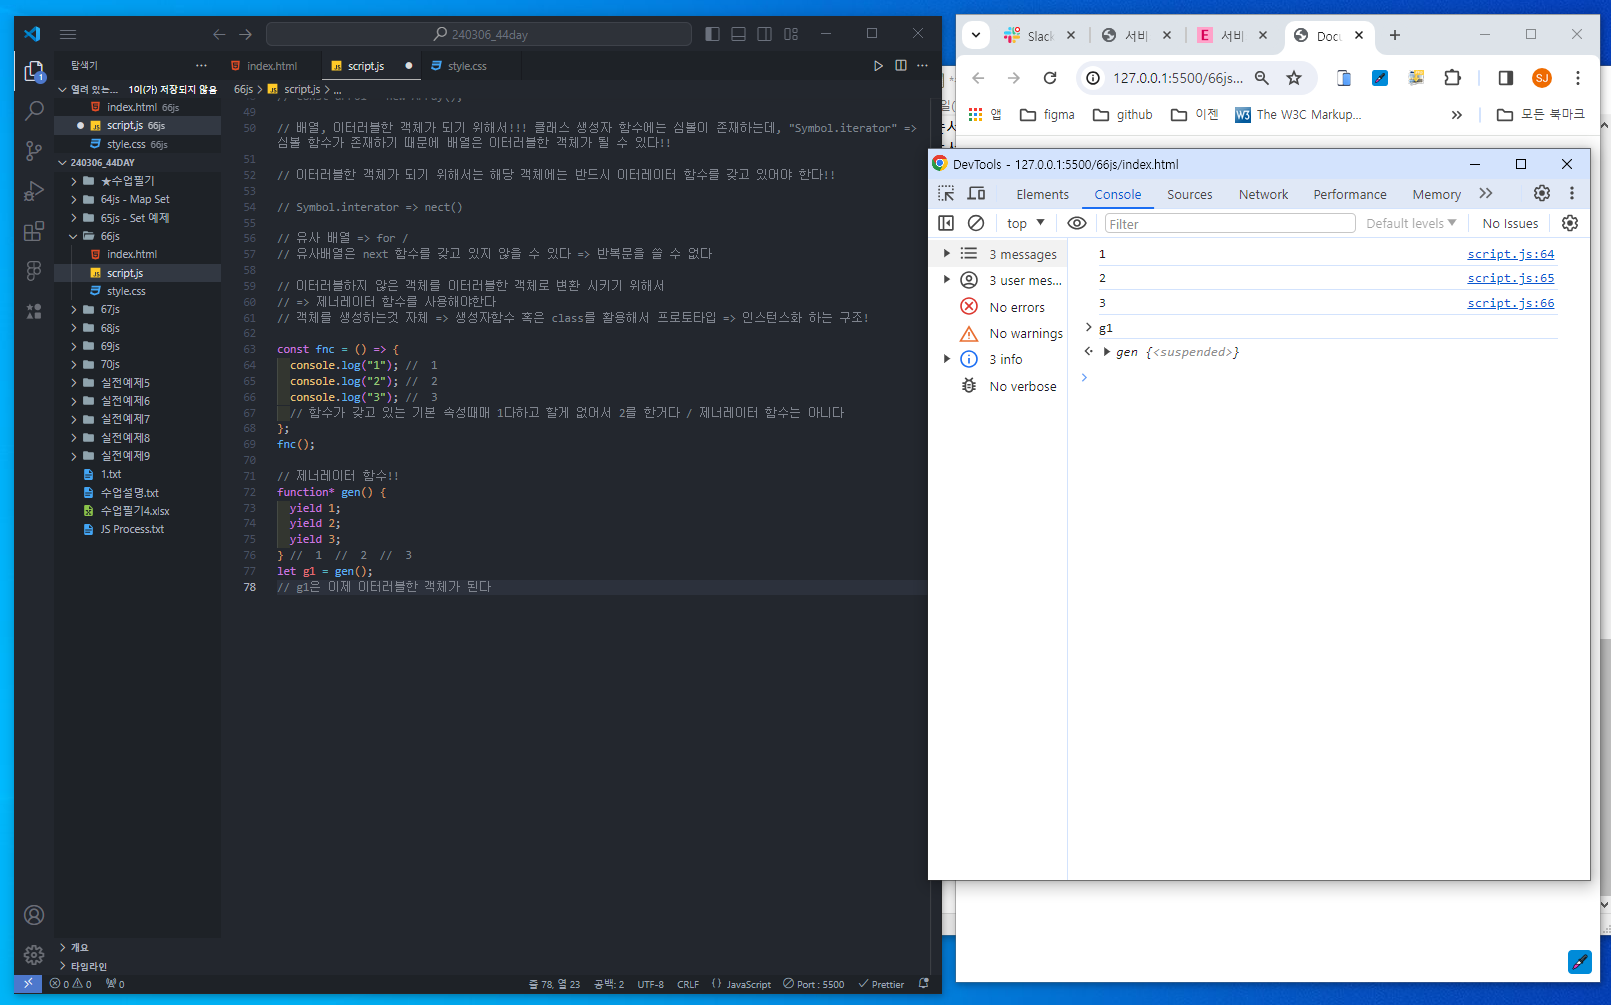 240306_44day
탐색기
index.html
script.js
style.css
열려 있는... 1이(가) 저장되지 않음
index.html 66js
script.js 66js
style.css 66js
240306_44DAY
★수업필기
64js - Map Set
65js - Set 예제
66js
index.html
script.js
style.css
67js
68js
69js
70js
실전예제5
실전예제6
실전예제7
실전예제8
실전예제9
1.txt
수업설명.txt
수업필기4.xlsx
JS Process.txt
개요
타임라인
66js > script.js > ...
49
50 // 배열, 이터러블한 객체가 되기 위해서!!! 클래스 생성자 함수에는 심볼이 존재하는데, "Symbol.iterator" =>
심볼 함수가 존재하기 때문에 배열은 이터러블한 객체가 될 수 있다!!
51
52 // 이터러블한 객체가 되기 위해서는 해당 객체에는 반드시 이터레이터 함수를 갖고 있어야 한다!!
53
54 // Symbol.interator => nect()
55
56 // 유사 배열 => for /
57 // 유사배열은 next 함수를 갖고 있지 않을 수 있다 => 반복문을 쓸 수 없다
58
59 // 이터러블하지 않은 객체를 이터러블한 객체로 변환 시키기 위해서
60 // => 제너레이터 함수를 사용해야한다
61 // 객체를 생성하는것 자체 => 생성자함수 혹은 class를 활용해서 프로토타입 => 인스턴스화 하는 구조!
62
63 const fnc = () => {
64 console.log("1"); // 1
65 console.log("2"); // 2
66 console.log("3"); // 3
67 // 함수가 갖고 있는 기본 속성때매 1다하고 할게 없어서 2를 한거다 / 제너레이터 함수는 아니다
68 };
69 fnc();
70
71 // 제너레이터 함수!!
72 function* gen() {
73 yield 1;
74 yield 2;
75 yield 3;
76 } // 1 // 2 // 3
77 let g1 = gen();
78 // g1은 이제 이터러블한 객체가 된다
0 0 0
줄 78, 열 23 공백: 2 UTF-8 CRLF {} JavaScript Port : 5500 Prettier
Slack
서비
E 서비
Docu
127.0.0.1:5500/66js...
SJ
앱 figma github 이젠 W3 The W3C Markup... » 모든 북마크
DevTools - 127.0.0.1:5500/66js/index.html
Elements Console Sources Network Performance Memory
top Filter Default levels No Issues
3 messages
3 user mes...
No errors
No warnings
3 info
No verbose
1 script.js:64
2 script.js:65
3 script.js:66
g1
gen {<suspended>}